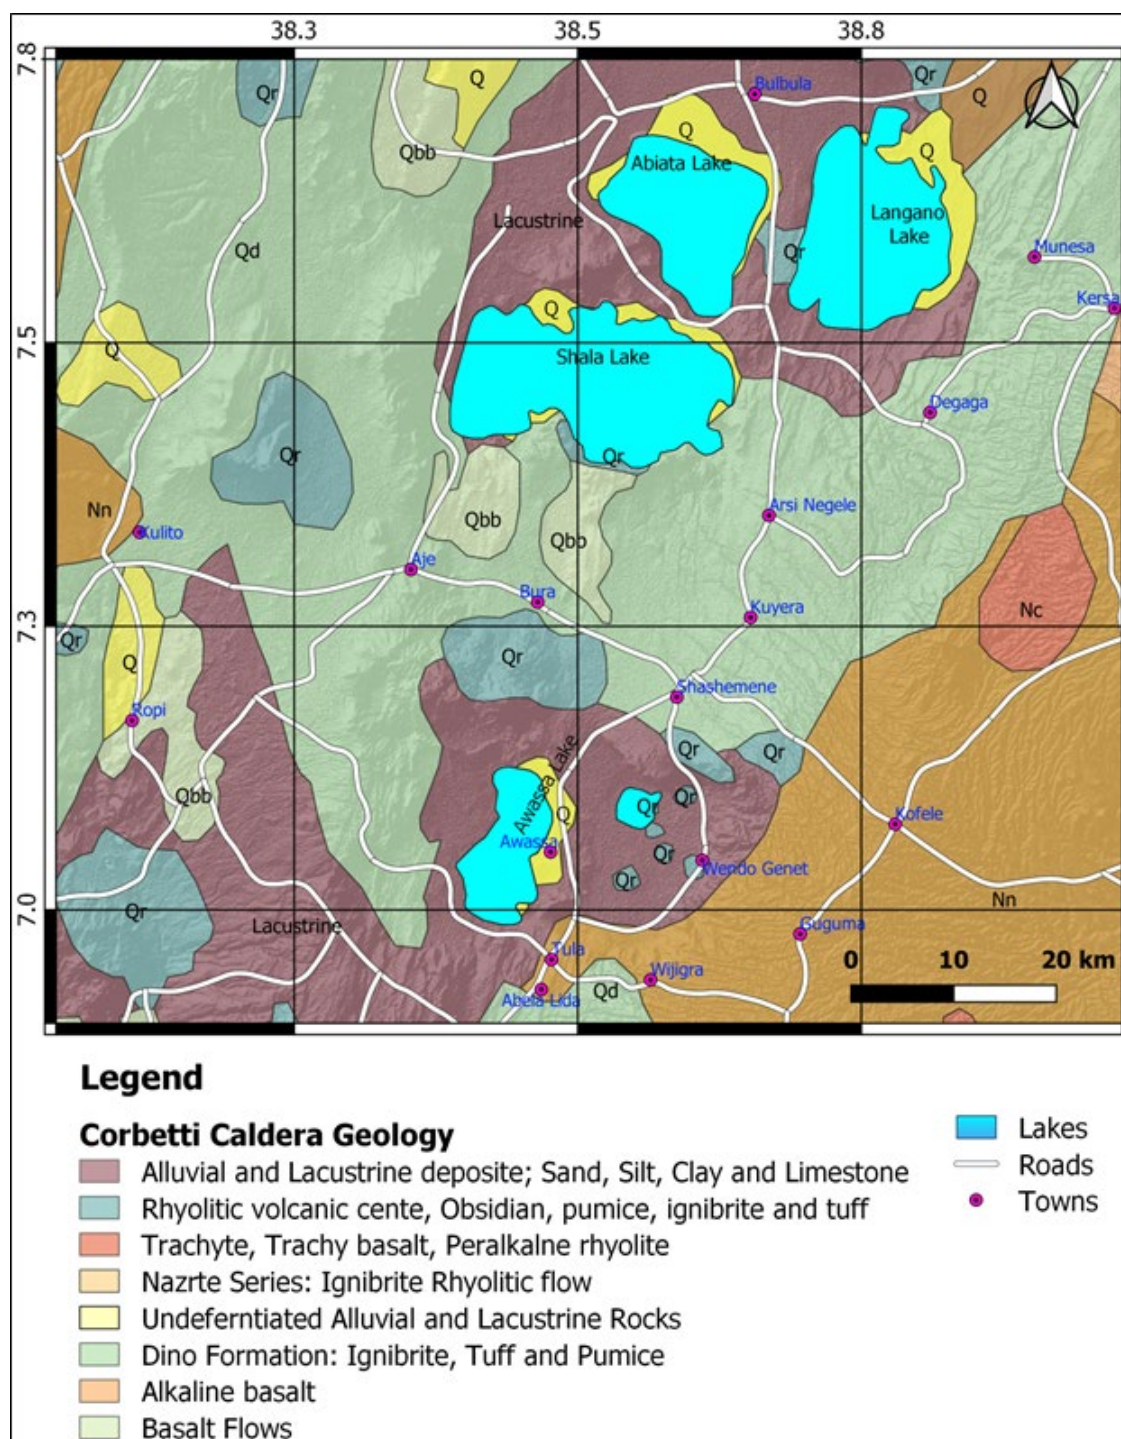 38.3 38.5 38.8
7.8
Qr
Q
Qr
Q
Bulbula
Qbb
Q
Abiata Lake
Q
Lacustrine
Langano
Lake
Qd
Qr
Munesa
Kersa
Q
7.5
Q
Shala Lake
Degaga
Qr
Qr
Nn
Qbb
Arsi Negele
Kulito
Qbb
Aje
Bura
Kuyera
Nc
7.3
Qr
Q
Qr
Shashemene
Ropi
Qr
Qr
Awassa Lake
Qbb
Qr
Qr
Q
Kofele
Awassa
Qr
Wendo Genet
Qr
Nn
7.0
Qr
Lacustrine
Guguma
Tula
Wijigra
0 10 20 km
Abela Lida
Qd
Legend
Corbetti Caldera Geology
Alluvial and Lacustrine deposite; Sand, Silt, Clay and Limestone
Rhyolitic volcanic cente, Obsidian, pumice, ignibrite and tuff
Trachyte, Trachy basalt, Peralkalne rhyolite
Nazrte Series: Ignibrite Rhyolitic flow
Undeferntiated Alluvial and Lacustrine Rocks
Dino Formation: Ignibrite, Tuff and Pumice
Alkaline basalt
Basalt Flows
Lakes
Roads
Towns